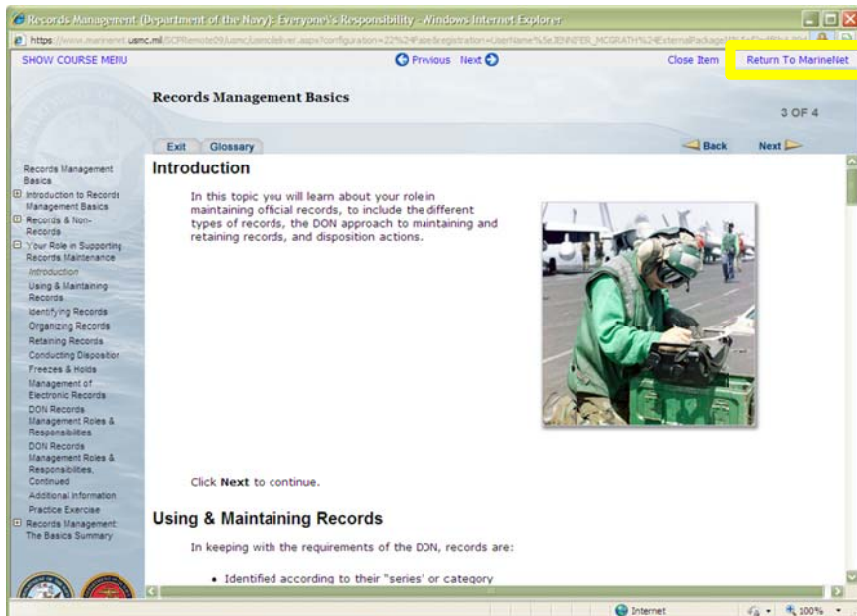 Records Management (Department of the Navy): Everyone's Responsibility - Windows Internet Explorer
SHOW COURSE MENU
Previous Next
Close Item
Return To MarineNet
Records Management Basics
3 OF 4
Exit
Glossary
Back
Next
Records Management
Basics
Introduction to Records
Management Basics
Records & Non-
Records
Your Role in Supporting
Records Maintenance
Introduction
Using & Maintaining
Records
Identifying Records
Organizing Records
Retaining Records
Conducting Disposition
Freezes & Holds
Management of
Electronic Records
DON Records
Management Roles &
Responsibilities
DON Records
Management Roles &
Responsibilities,
Continued
Additional Information
Practice Exercise
Records Management:
The Basics Summary
Introduction
In this topic you will learn about your role in
maintaining official records, to include the different
types of records, the DON approach to maintaining and
retaining records, and disposition actions.
Click Next to continue.
Using & Maintaining Records
In keeping with the requirements of the DON, records are:
• Identified according to their "series' or category
Internet
100%